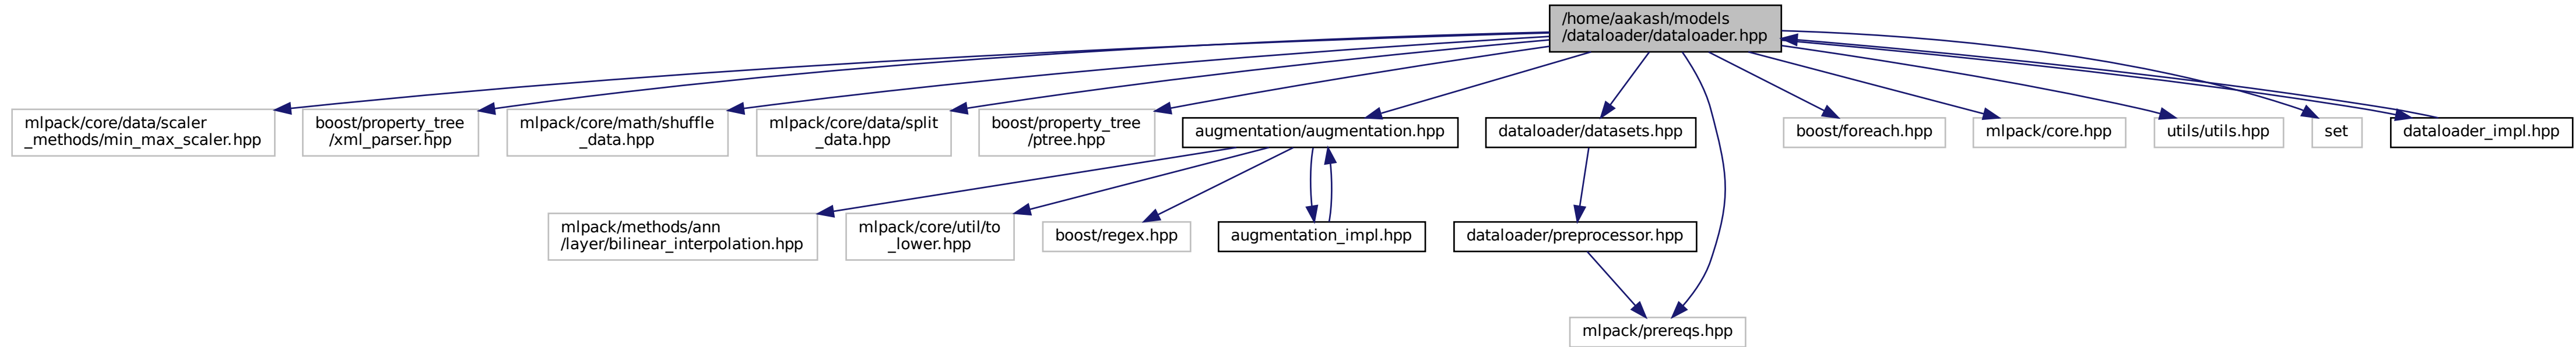 /home/aakash/models
/dataloader/dataloader.hpp
mlpack/core/data/scaler
_methods/min_max_scaler.hpp
boost/property_tree
/xml_parser.hpp
mlpack/core/math/shuffle
_data.hpp
mlpack/core/data/split
_data.hpp
boost/property_tree
/ptree.hpp
augmentation/augmentation.hpp
dataloader/datasets.hpp
boost/foreach.hpp
mlpack/core.hpp
utils/utils.hpp
set
dataloader_impl.hpp
mlpack/methods/ann
/layer/bilinear_interpolation.hpp
mlpack/core/util/to
_lower.hpp
boost/regex.hpp
augmentation_impl.hpp
dataloader/preprocessor.hpp
mlpack/prereqs.hpp